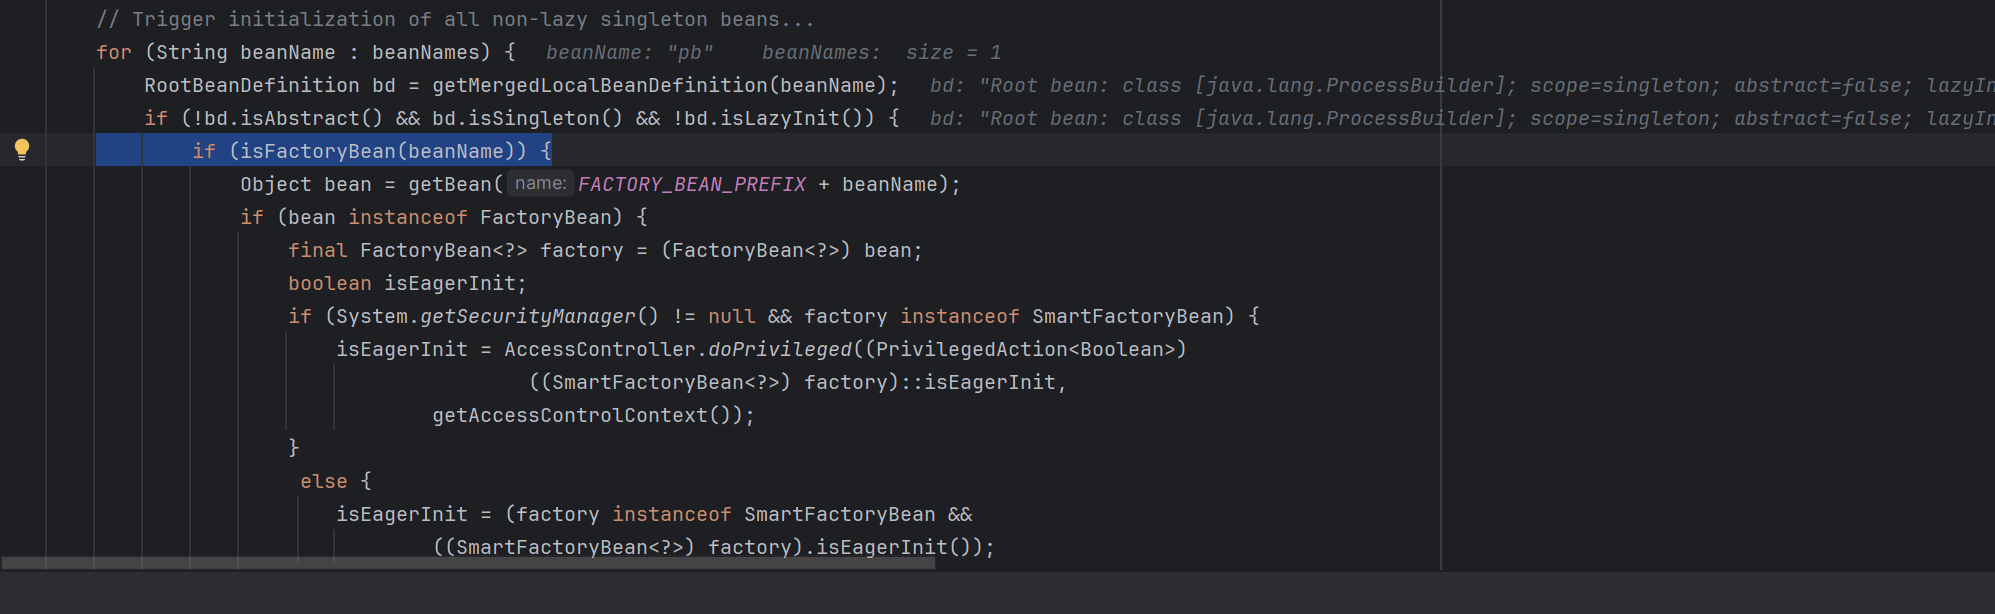 // Trigger initialization of all non-lazy singleton beans...
for (String beanName : beanNames) { beanName: "pb" beanNames: size = 1
RootBeanDefinition bd = getMergedLocalBeanDefinition(beanName); bd: "Root bean: class [java.lang.ProcessBuilder]; scope=singleton; abstract=false; lazyIn
if (!bd.isAbstract() && bd.isSingleton() && !bd.isLazyInit()) { bd: "Root bean: class [java.lang.ProcessBuilder]; scope=singleton; abstract=false; lazyIn
if (isFactoryBean(beanName)) {
Object bean = getBean( name: FACTORY_BEAN_PREFIX + beanName);
if (bean instanceof FactoryBean) {
final FactoryBean<?> factory = (FactoryBean<?>) bean;
boolean isEagerInit;
if (System.getSecurityManager() != null && factory instanceof SmartFactoryBean) {
isEagerInit = AccessController.doPrivileged((PrivilegedAction<Boolean>)
((SmartFactoryBean<?>) factory)::isEagerInit,
getAccessControlContext());
}
else {
isEagerInit = (factory instanceof SmartFactoryBean &&
((SmartFactoryBean<?>) factory).isEagerInit());